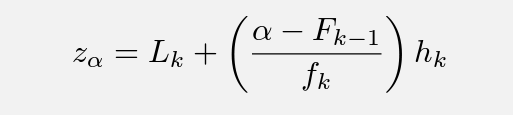 z_α = L_k + ( (α − F_{k−1}) / f_k ) h_k